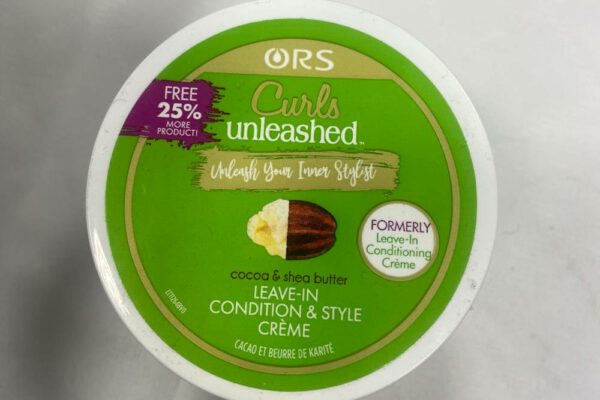 ORS
FREE
25%
MORE
PRODUCT!
Curls
unleashed™
Unleash Your Inner Stylist
FORMERLY
Leave-In
Conditioning
Crème
cocoa & shea butter
LEAVE-IN
CONDITION & STYLE
CRÈME
CACAO ET BEURRE DE KARITÉ